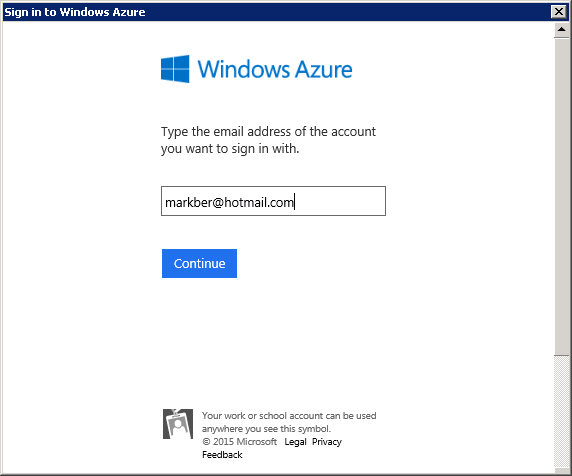 Sign in to Windows Azure
Windows Azure
Type the email address of the account
you want to sign in with.
markber@hotmail.com
Continue
Your work or school account can be used
anywhere you see this symbol.
© 2015 Microsoft Legal Privacy
Feedback